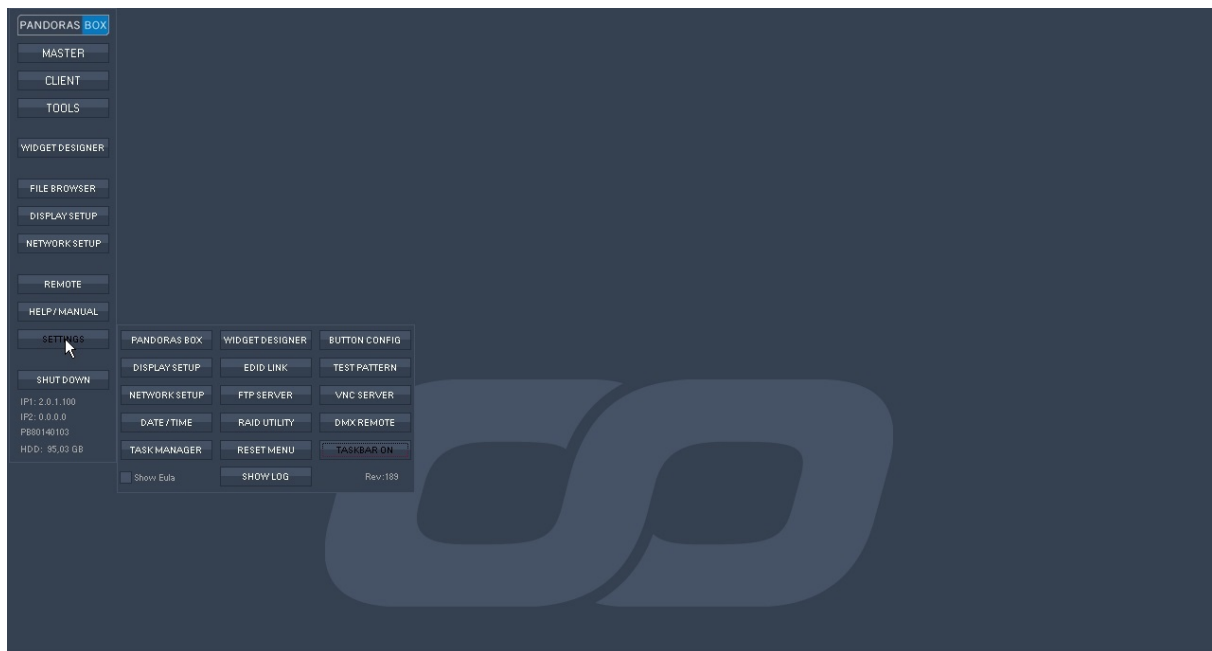 PANDORAS BOX
MASTER
CLIENT
TOOLS
WIDGET DESIGNER
FILE BROWSER
DISPLAY SETUP
NETWORK SETUP
REMOTE
HELP / MANUAL
SETTINGS
SHUT DOWN
IP1: 2.0.1.100
IP2: 0.0.0.0
PB80140103
HDD: 95,03 GB
PANDORAS BOX WIDGET DESIGNER BUTTON CONFIG
DISPLAY SETUP EDID LINK TEST PATTERN
NETWORK SETUP FTP SERVER VNC SERVER
DATE / TIME RAID UTILITY DMX REMOTE
TASK MANAGER RESET MENU TASKBAR ON
Show Eula SHOW LOG Rev:189